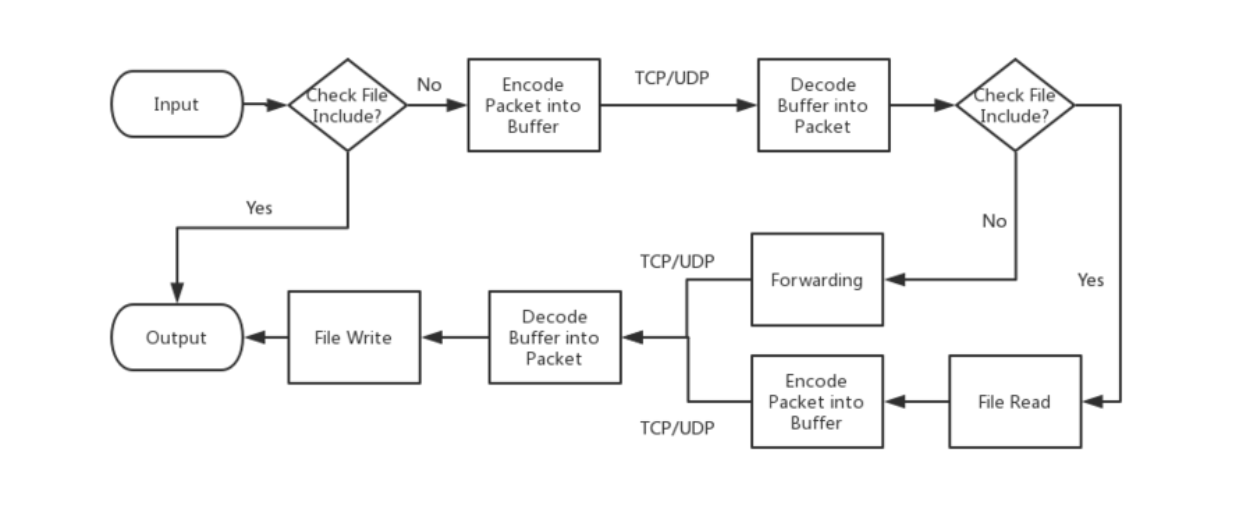 Input
Check File
Include?
No
Encode
Packet into
Buffer
TCP/UDP
Decode
Buffer into
Packet
Check File
Include?
Yes
No
Yes
TCP/UDP
Forwarding
Output
File Write
Decode
Buffer into
Packet
Encode
Packet into
Buffer
File Read
TCP/UDP